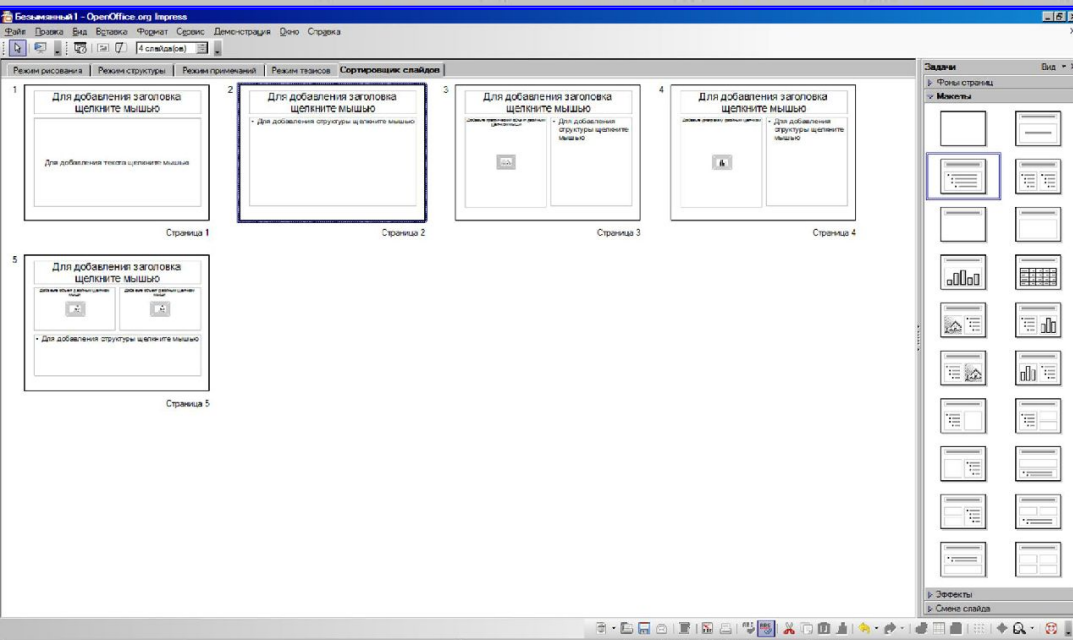 Безымянный1 - OpenOffice.org Impress
Файл Правка Вид Вставка Формат Сервис Демонстрация Окно Справка
4 слайда(ов)
Режим рисования Режим структуры Режим примечаний Режим тезисов Сортировщик слайдов
1
Для добавления заголовка
щелкните мышью
Для добавления текста щелкните мышью
Страница 1
2
Для добавления заголовка
щелкните мышью
• Для добавления структуры щелкните мышью
Страница 2
3
Для добавления заголовка
щелкните мышью
• Для добавления
структуры щелкните
мышью
Страница 3
4
Для добавления заголовка
щелкните мышью
• Для добавления
структуры щелкните
мышью
Страница 4
5
Для добавления заголовка
щелкните мышью
• Для добавления структуры щелкните мышью
Страница 5
Задачи Вид
Фоны страниц
Макеты
Эффекты
Смена слайда